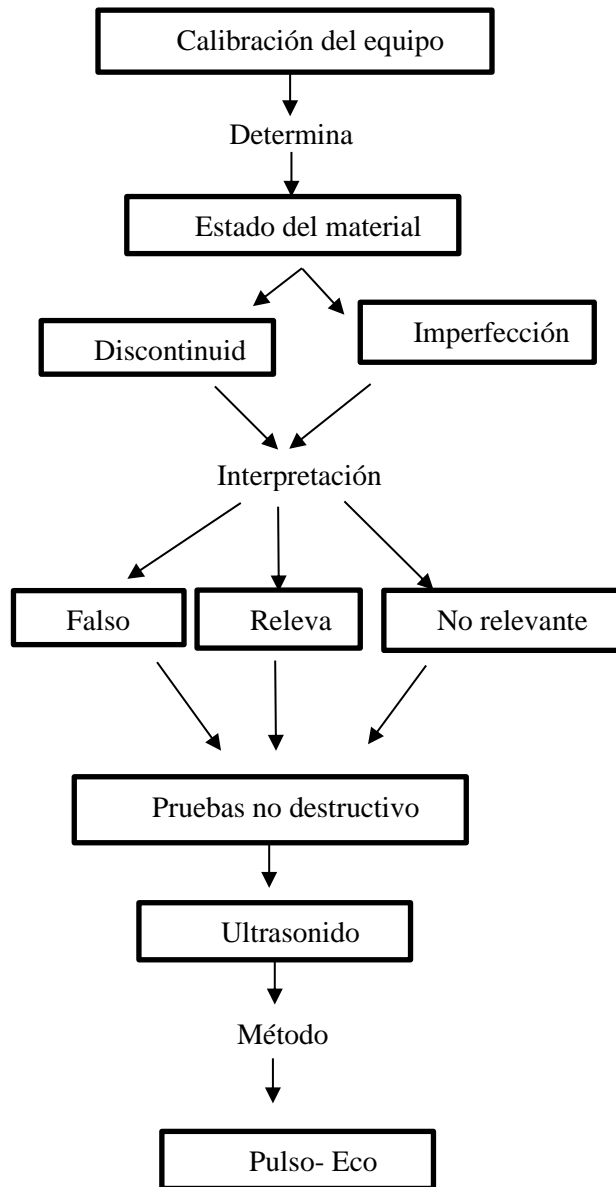 Calibración del equipo
Determina
Estado del material
Discontinuid
Imperfección
Interpretación
Falso
Releva
No relevante
Pruebas no destructivo
Ultrasonido
Método
Pulso- Eco